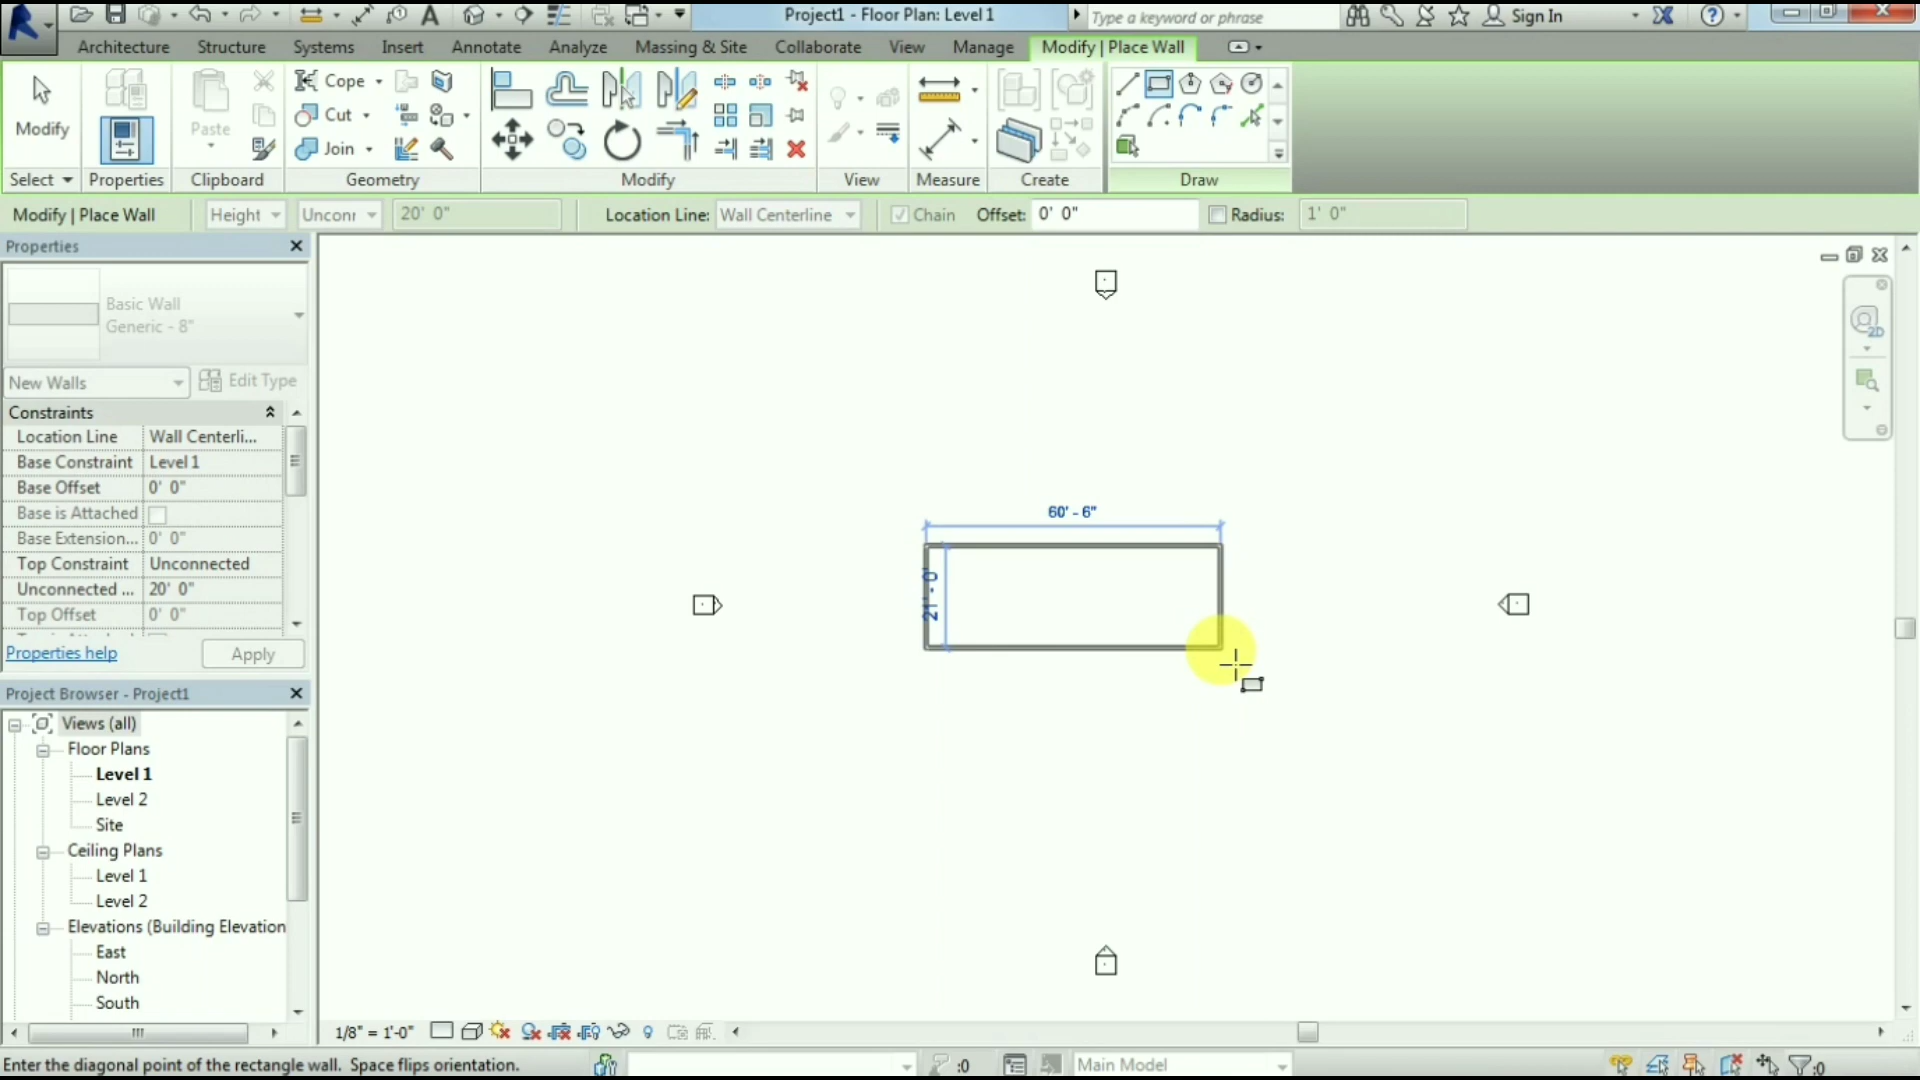 Project1 - Floor Plan: Level 1
Type a keyword or phrase
Sign In
Architecture
Structure
Systems
Insert
Annotate
Analyze
Massing & Site
Collaborate
View
Manage
Modify | Place Wall
Modify
Paste
Cope
Cut
Join
Select
Properties
Clipboard
Geometry
Modify
View
Measure
Create
Draw
Modify | Place Wall
Height
Unconr
20' 0"
Location Line:
Wall Centerline
Chain
Offset:
0' 0"
Radius:
1' 0"
Properties
2D
Basic Wall
Generic - 8"
New Walls
Edit Type
Constraints
Location Line
Wall Centerli...
Base Constraint
Level 1
Base Offset
0' 0"
Base is Attached
Base Extension...
0' 0"
Top Constraint
Unconnected
Unconnected ...
20' 0"
Top Offset
0' 0"
Properties help
Apply
60' - 6"
21' - 0"
Project Browser - Project1
Views (all)
Floor Plans
Level 1
Level 2
Site
Ceiling Plans
Level 1
Level 2
Elevations (Building Elevation
East
North
South
1/8" = 1'-0"
Enter the diagonal point of the rectangle wall. Space flips orientation.
:0
Main Model
:0